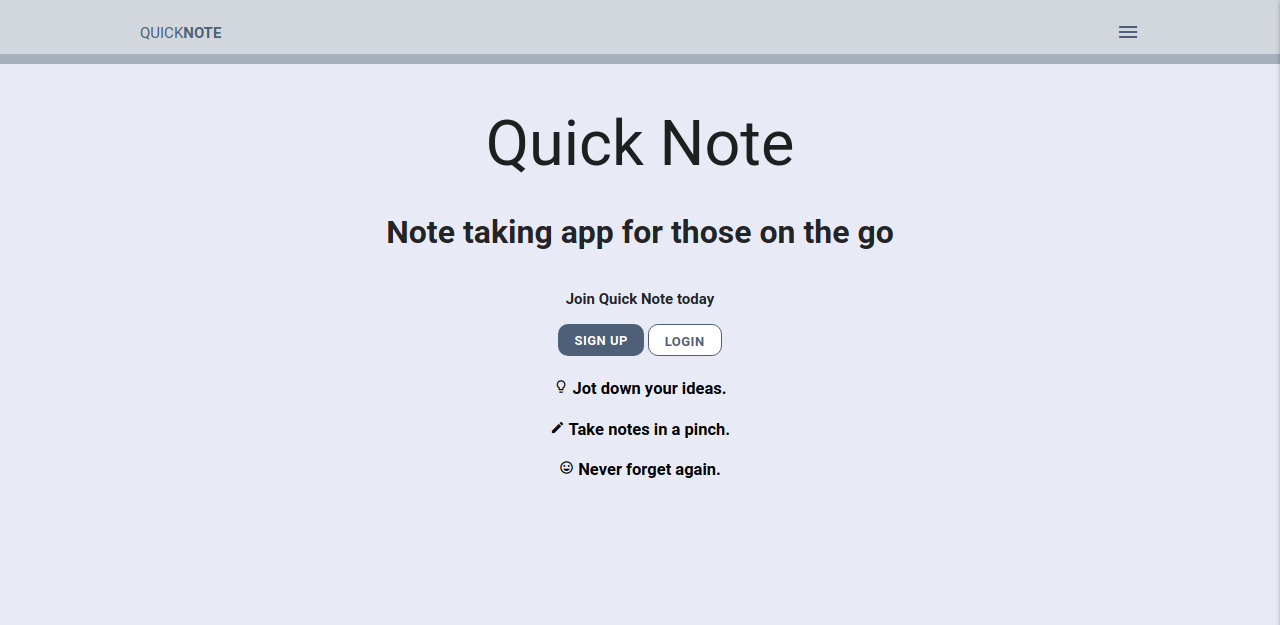 QUICKNOTE
Quick Note
Note taking app for those on the go
Join Quick Note today
SIGN UP LOGIN
Jot down your ideas.
Take notes in a pinch.
Never forget again.